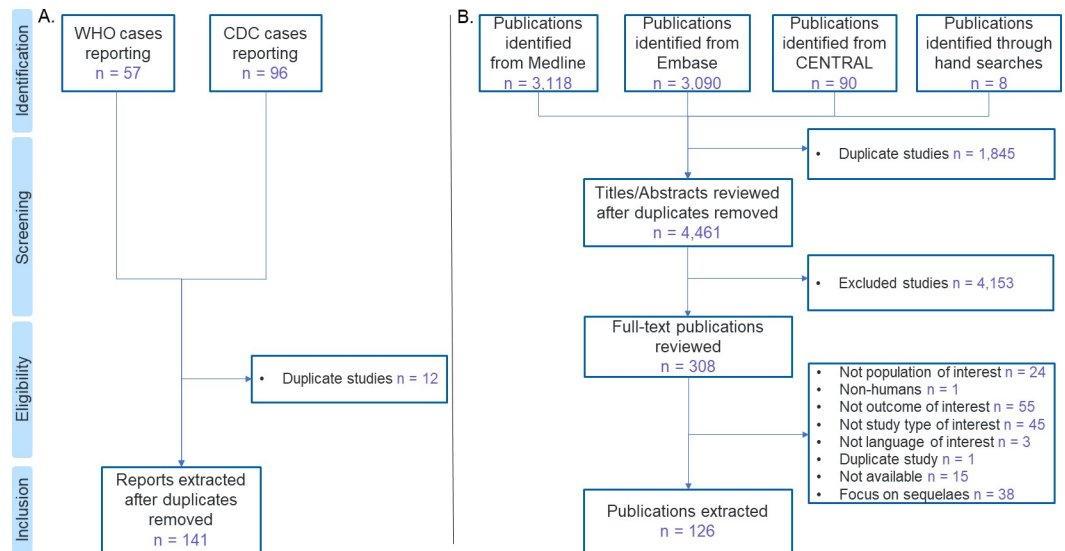 A.
Identification
WHO cases
reporting
n = 57
CDC cases
reporting
n = 96
Screening
Eligibility
• Duplicate studies n = 12
Inclusion
Reports extracted
after duplicates
removed
n = 141
B.
Publications
identified
from Medline
n = 3,118
Publications
identified from
Embase
n = 3,090
Publications
identified from
CENTRAL
n = 90
Publications
identified through
hand searches
n = 8
• Duplicate studies n = 1,845
Titles/Abstracts reviewed
after duplicates removed
n = 4,461
• Excluded studies n = 4,153
Full-text publications
reviewed
n = 308
• Not population of interest n = 24
• Non-humans n = 1
• Not outcome of interest n = 55
• Not study type of interest n = 45
• Not language of interest n = 3
• Duplicate study n = 1
• Not available n = 15
• Focus on sequelaes n = 38
Publications extracted
n = 126